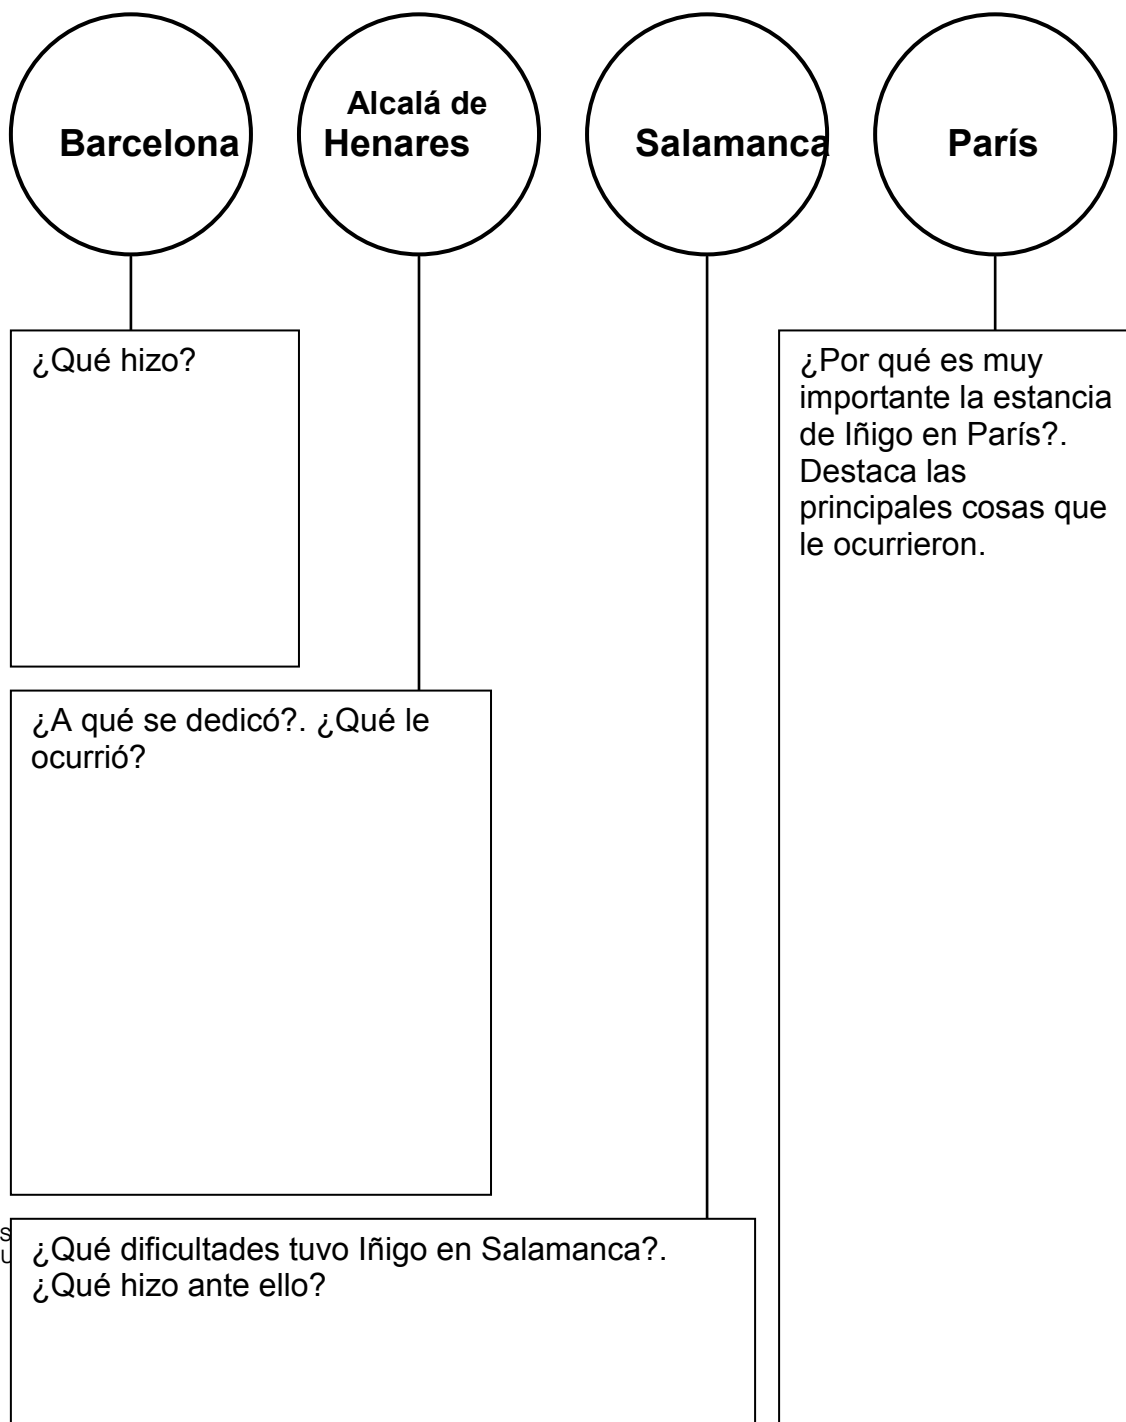 Barcelona
Alcalá de
Henares
Salamanca
París
¿Qué hizo?
¿Por qué es muy
importante la estancia
de Iñigo en París?.
Destaca las
principales cosas que
le ocurrieron.
¿A qué se dedicó?. ¿Qué le
ocurrió?
¿Qué dificultades tuvo Iñigo en Salamanca?.
¿Qué hizo ante ello?